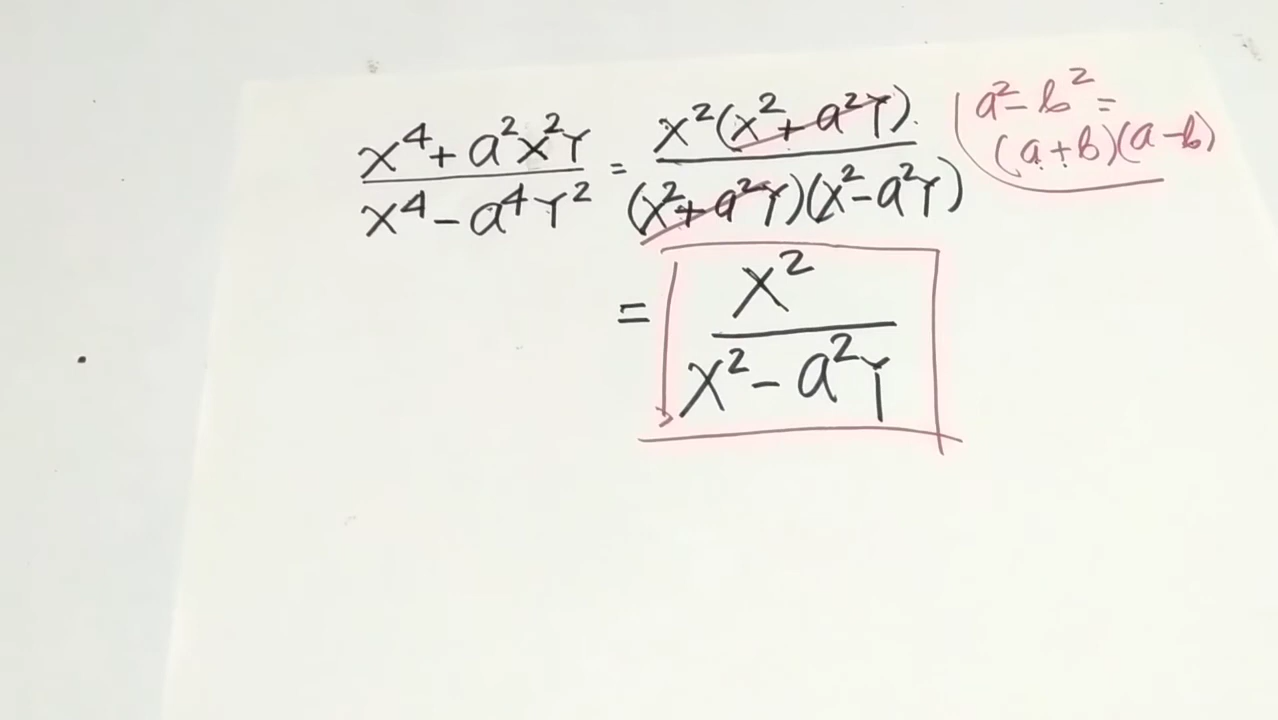 x⁴+a²x²y / x⁴-a⁴y² = x²(x²+a²y) / (x²+a²y)(x²-a²y)
a²-b²=
(a+b)(a-b)
= x² / x²-a²y